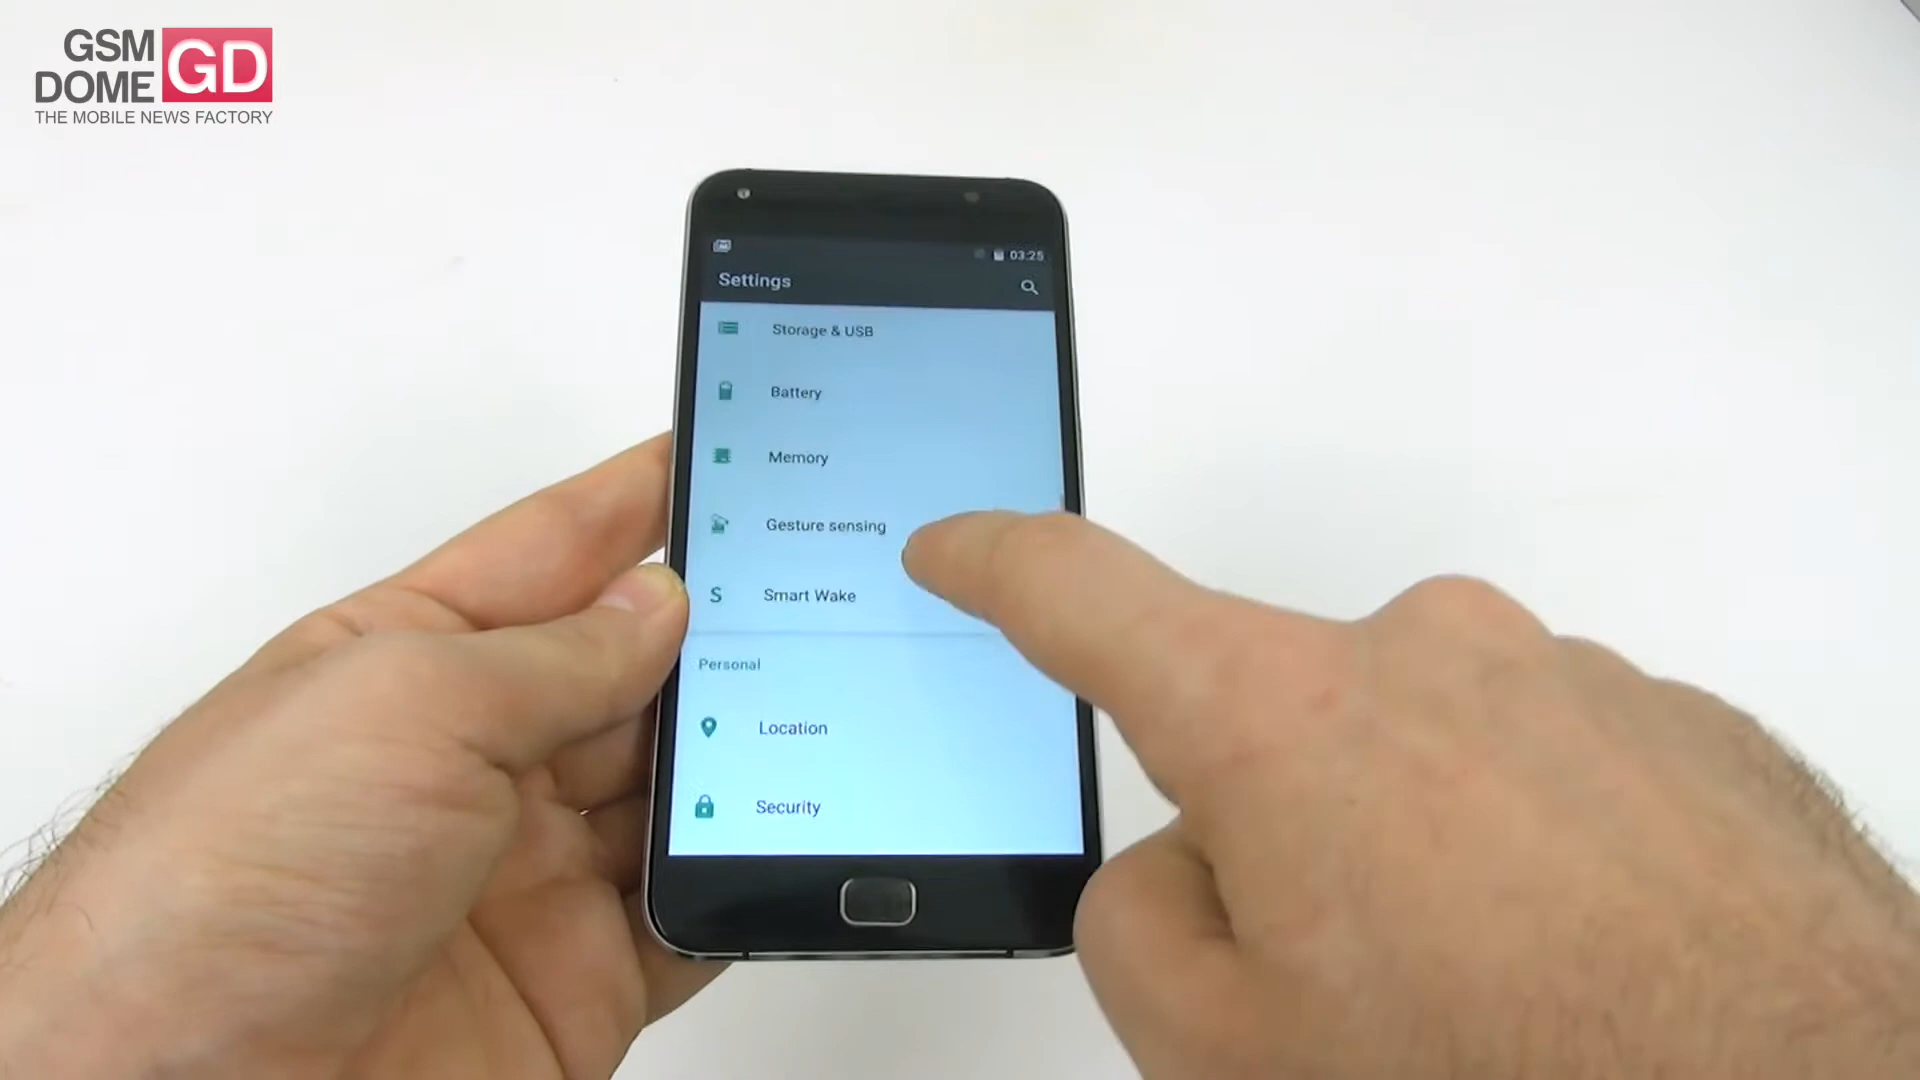 GSM
DOME
GD
THE MOBILE NEWS FACTORY
03:25
Settings
Storage & USB
Battery
Memory
Gesture sensing
S Smart Wake
Personal
Location
Security